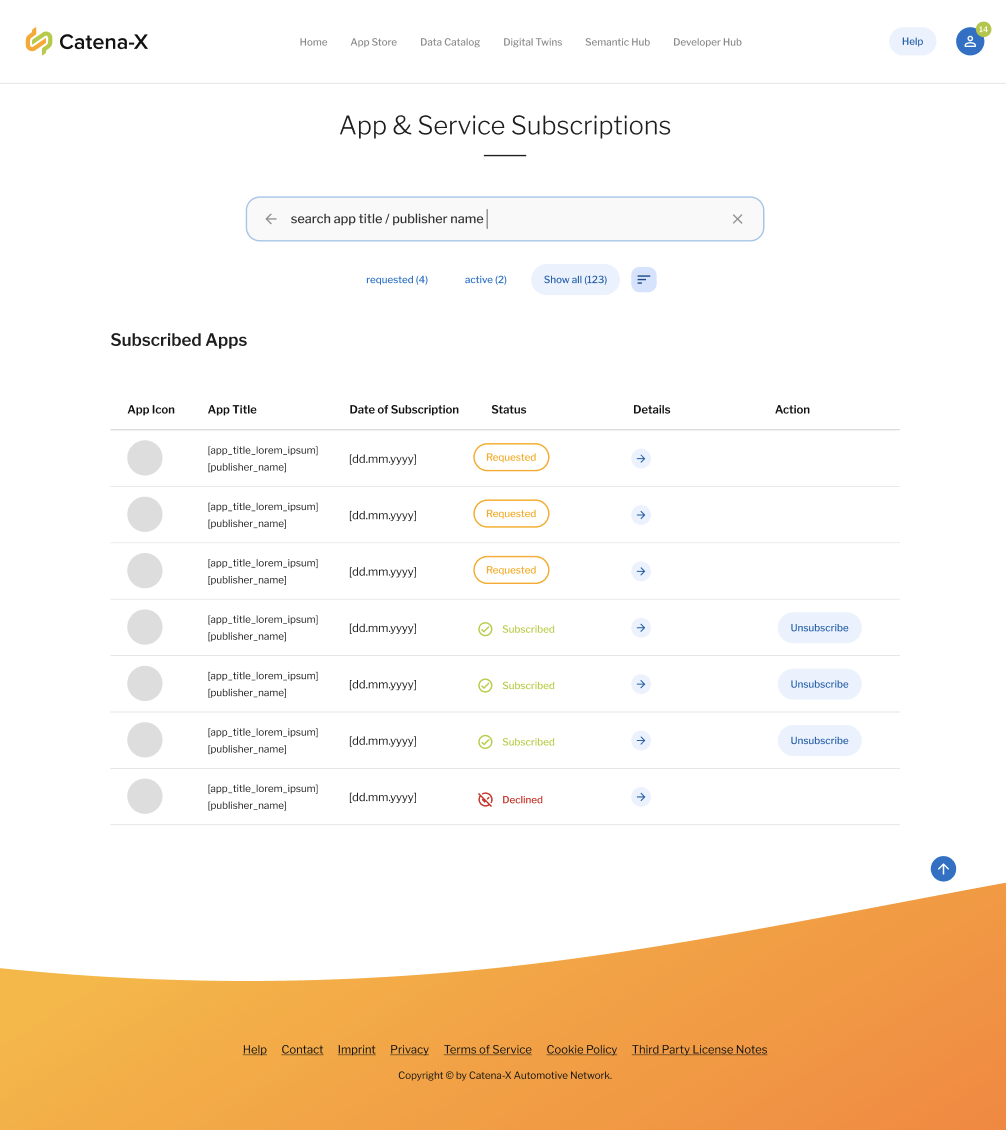 Catena-X
Home App Store Data Catalog Digital Twins Semantic Hub Developer Hub
Help
14
App & Service Subscriptions
search app title / publisher name
requested (4) active (2) Show all (123)
Subscribed Apps
App Icon App Title Date of Subscription Status Details Action
[app_title_lorem_ipsum]
[publisher_name]
[dd.mm.yyyy]
Requested
[app_title_lorem_ipsum]
[publisher_name]
[dd.mm.yyyy]
Requested
[app_title_lorem_ipsum]
[publisher_name]
[dd.mm.yyyy]
Requested
[app_title_lorem_ipsum]
[publisher_name]
[dd.mm.yyyy]
Subscribed
Unsubscribe
[app_title_lorem_ipsum]
[publisher_name]
[dd.mm.yyyy]
Subscribed
Unsubscribe
[app_title_lorem_ipsum]
[publisher_name]
[dd.mm.yyyy]
Subscribed
Unsubscribe
[app_title_lorem_ipsum]
[publisher_name]
[dd.mm.yyyy]
Declined
Help Contact Imprint Privacy Terms of Service Cookie Policy Third Party License Notes
Copyright © by Catena-X Automotive Network.